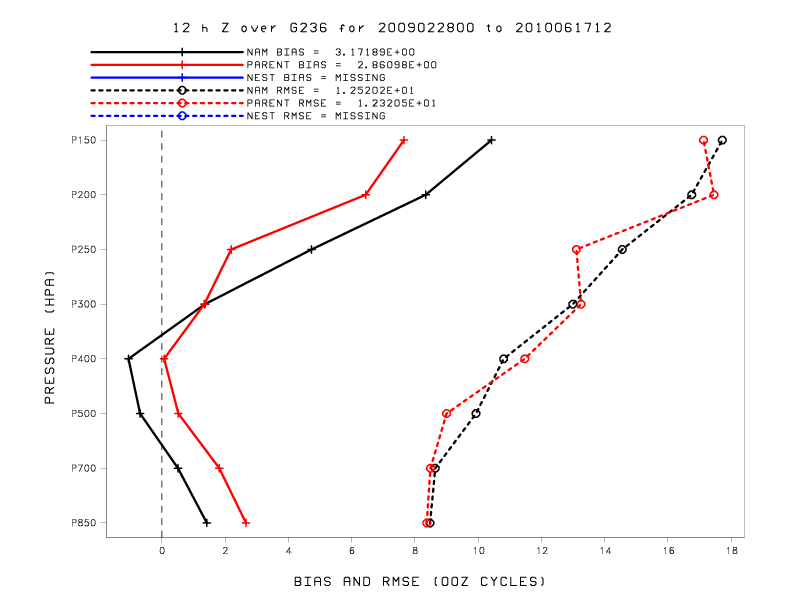 12 h Z over G236 for 2009022800 to 2010061712
NAM BIAS = 3.17189E+00
PARENT BIAS = 2.86098E+00
NEST BIAS = MISSING
NAM RMSE = 1.25202E+01
PARENT RMSE = 1.23205E+01
NEST RMSE = MISSING
P150
P200
P250
P300
P400
P500
P700
P850
PRESSURE (HPA)
0 2 4 6 8 10 12 14 16 18
BIAS AND RMSE (00Z CYCLES)